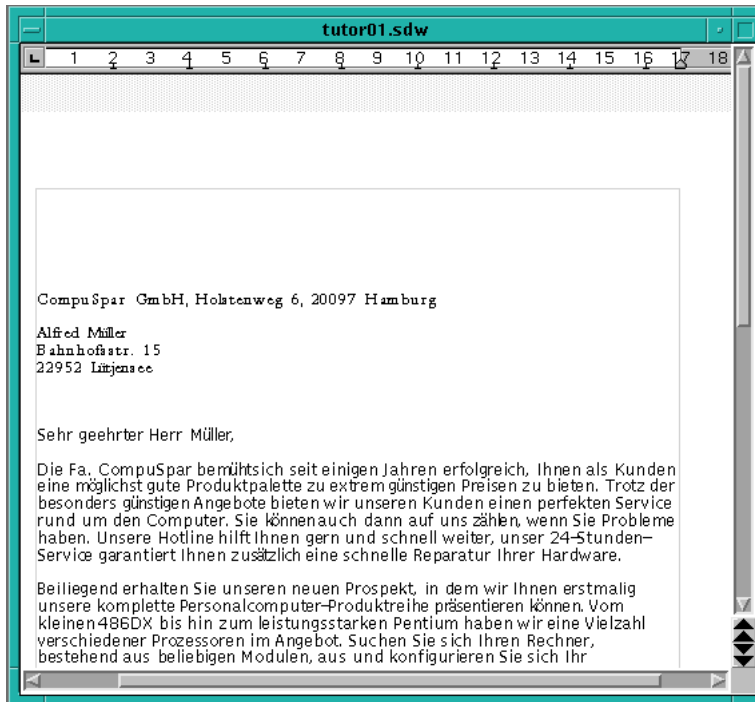 tutor01.sdw
1 2 3 4 5 6 7 8 9 10 11 12 13 14 15 16 17 18
CompuSpar GmbH, Holstenweg 6, 20097 Hamburg
Alfred Müller
Bahnhofsstr. 15
22952 Lütjensee
Sehr geehrter Herr Müller,
Die Fa. CompuSpar bemüht sich seit einigen Jahren erfolgreich, Ihnen als Kunden
eine möglichst gute Produktpalette zu extrem günstigen Preisen zu bieten. Trotz der
besonders günstigen Angebote bieten wir unseren Kunden einen perfekten Service
rund um den Computer. Sie können auch dann auf uns zählen, wenn Sie Probleme
haben. Unsere Hotline hilft Ihnen gern und schnell weiter, unser 24-Stunden-
Service garantiert Ihnen zusätzlich eine schnelle Reparatur Ihrer Hardware.
Beiliegend erhalten Sie unseren neuen Prospekt, in dem wir Ihnen erstmalig
unsere komplette Personalcomputer-Produktreihe präsentieren können. Vom
kleinen 486DX bis hin zum leistungsstarken Pentium haben wir eine Vielzahl
verschiedener Prozessoren im Angebot. Suchen Sie sich Ihren Rechner,
bestehend aus beliebigen Modulen, aus und konfigurieren Sie sich Ihr